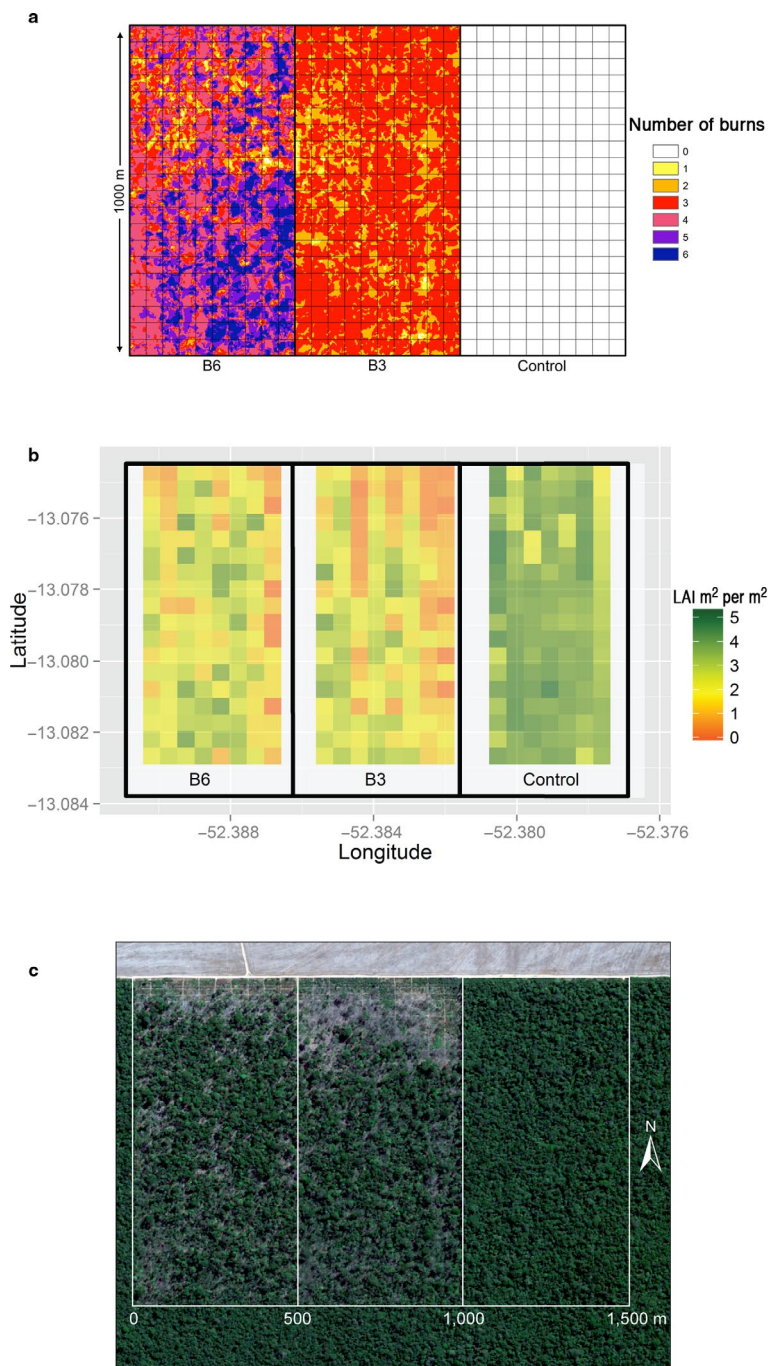 a
1000 m
B6
B3
Control
Number of burns
0
1
2
3
4
5
6
b
Latitude
−13.076
−13.078
−13.080
−13.082
−13.084
B6
B3
Control
−52.388
−52.384
−52.380
−52.376
Longitude
LAI m² per m²
5
4
3
2
1
0
c
N
0
500
1,000
1,500 m